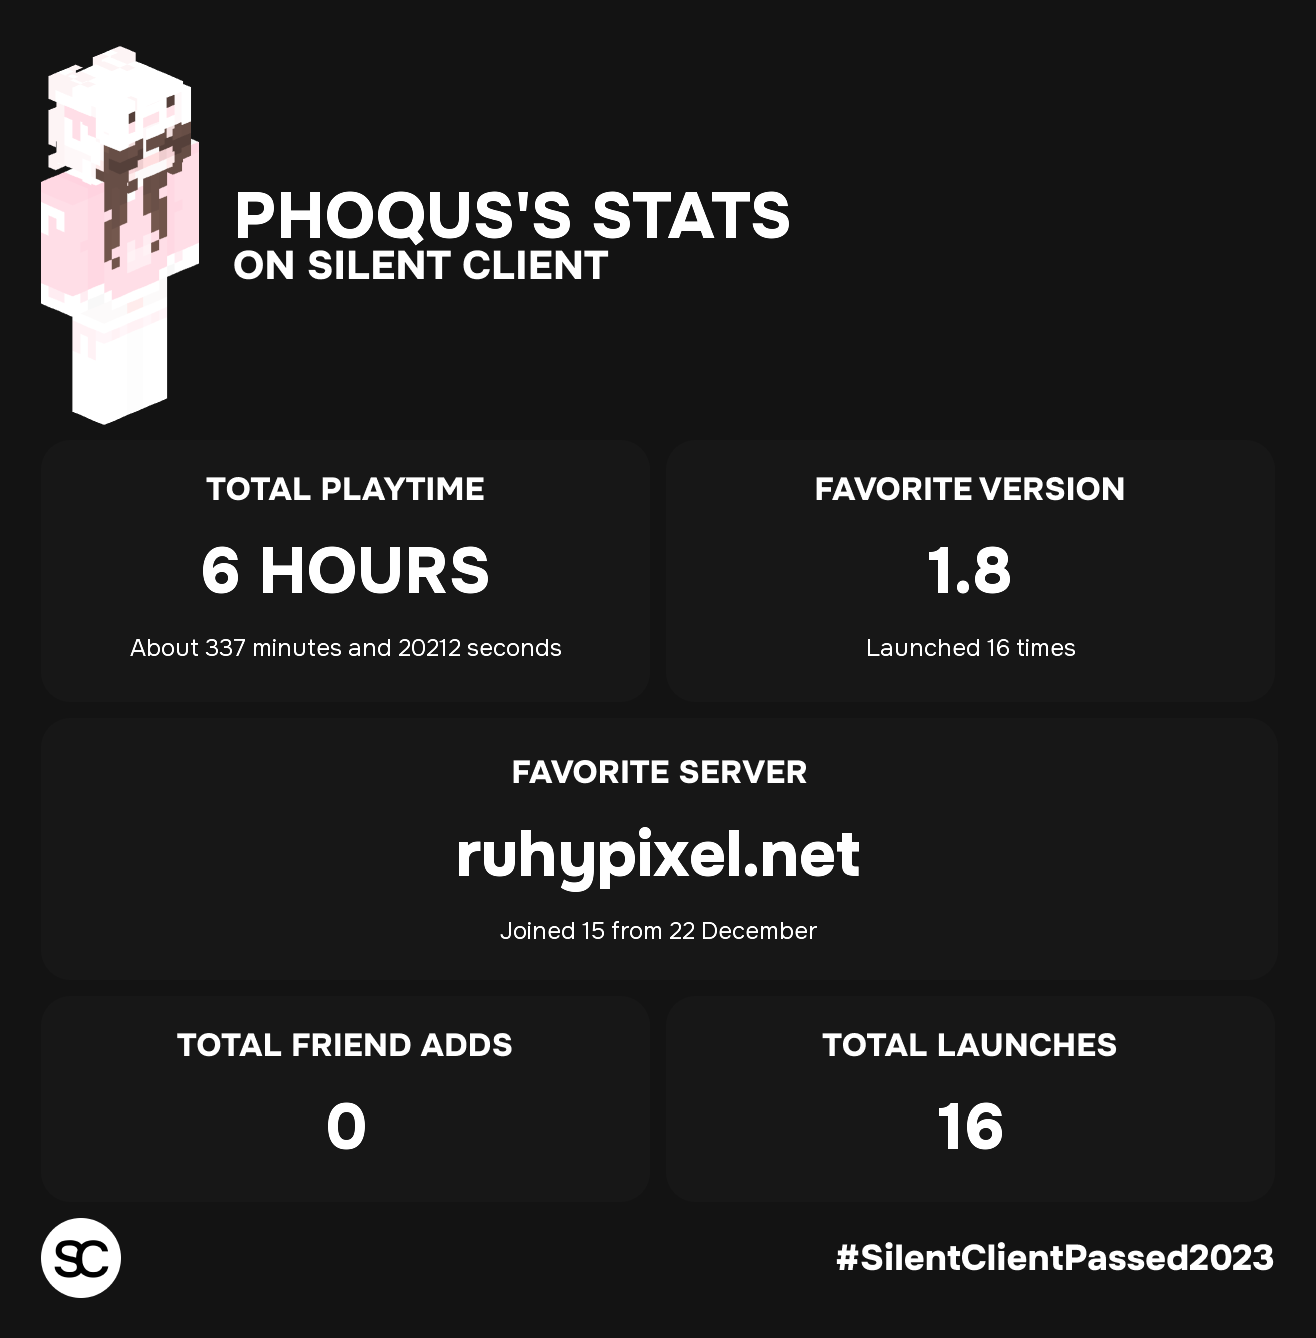 PHOQUS'S STATS
ON SILENT CLIENT
TOTAL PLAYTIME
6 HOURS
About 337 minutes and 20212 seconds
FAVORITE VERSION
1.8
Launched 16 times
FAVORITE SERVER
ruhypixel.net
Joined 15 from 22 December
TOTAL FRIEND ADDS
0
TOTAL LAUNCHES
16
SC
#SilentClientPassed2023